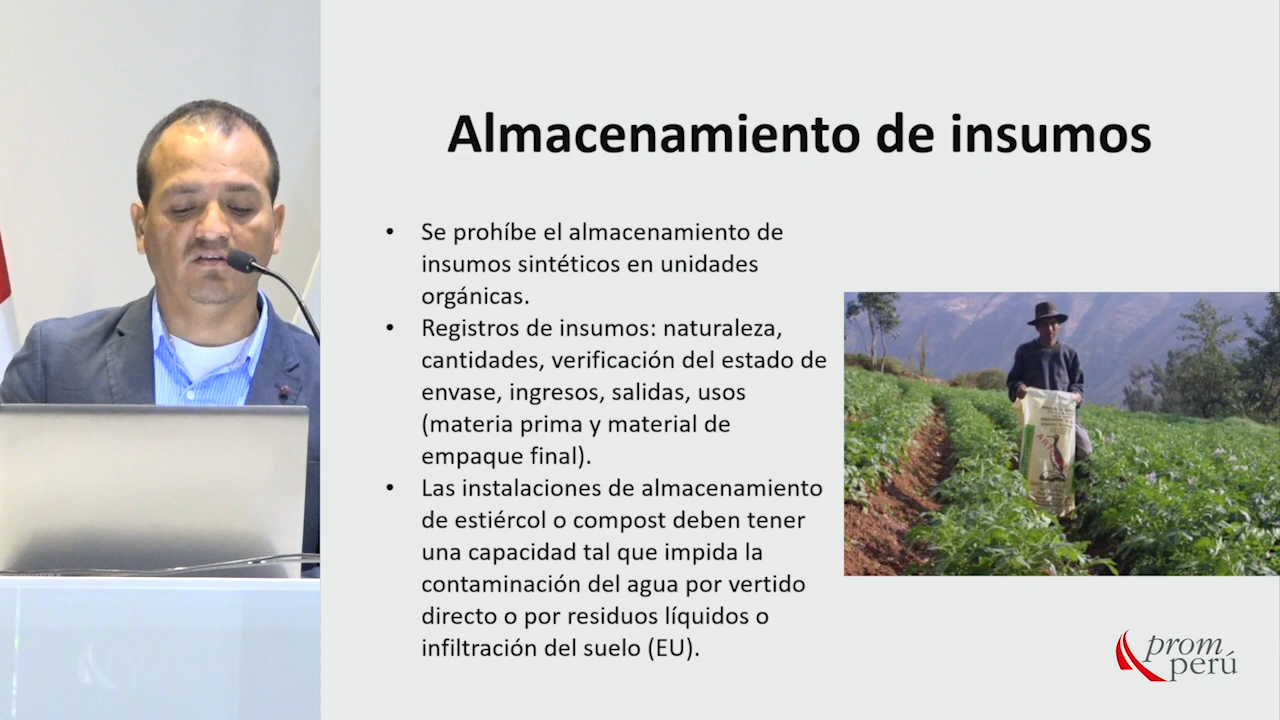 Almacenamiento de insumos
• Se prohíbe el almacenamiento de
insumos sintéticos en unidades
orgánicas.
• Registros de insumos: naturaleza,
cantidades, verificación del estado de
envase, ingresos, salidas, usos
(materia prima y material de
empaque final).
• Las instalaciones de almacenamiento
de estiércol o compost deben tener
una capacidad tal que impida la
contaminación del agua por vertido
directo o por residuos líquidos o
infiltración del suelo (EU).
prom
perú